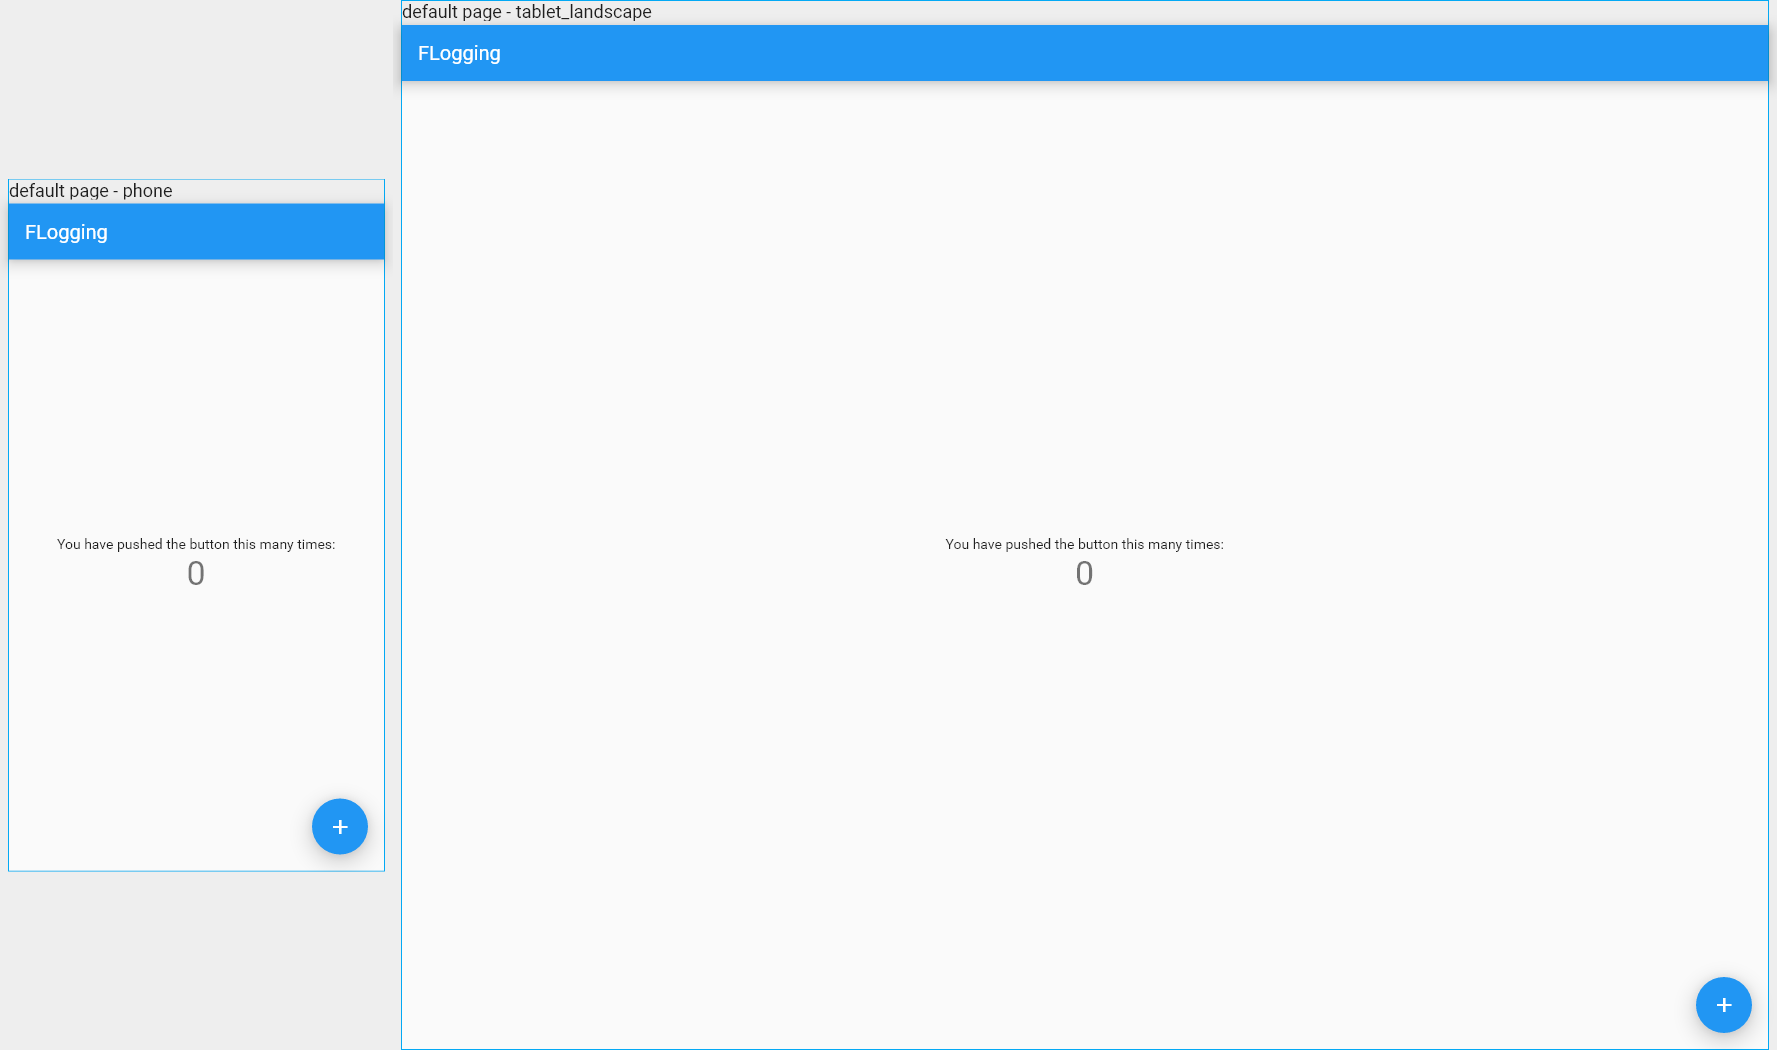 default page - phone
FLogging
You have pushed the button this many times:
0
default page - tablet_landscape
FLogging
You have pushed the button this many times:
0